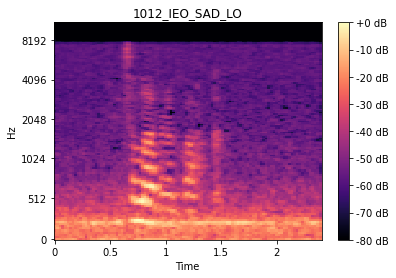 1012_IEO_SAD_LO
+0 dB
8192
-10 dB
4096
-20 dB
-30 dB
2048
-40 dB
Hz
1024
-50 dB
-60 dB
512
-70 dB
0
-80 dB
0 0.5 1 1.5 2
Time